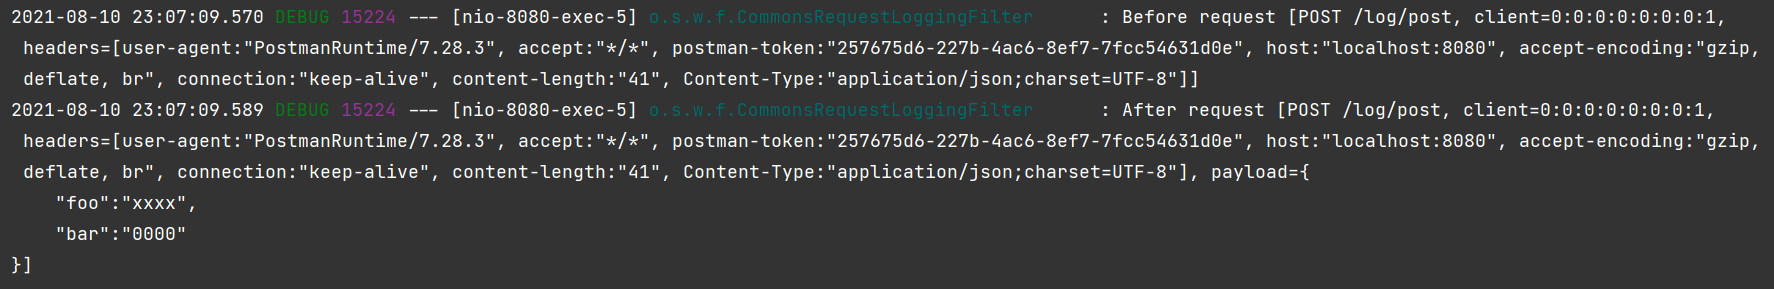 2021-08-10 23:07:09.570 DEBUG 15224 --- [nio-8080-exec-5] o.s.w.f.CommonsRequestLoggingFilter      : Before request [POST /log/post, client=0:0:0:0:0:0:0:1,
headers=[user-agent:"PostmanRuntime/7.28.3", accept:"*/*", postman-token:"257675d6-227b-4ac6-8ef7-7fcc54631d0e", host:"localhost:8080", accept-encoding:"gzip,
deflate, br", connection:"keep-alive", content-length:"41", Content-Type:"application/json;charset=UTF-8"]]
2021-08-10 23:07:09.589 DEBUG 15224 --- [nio-8080-exec-5] o.s.w.f.CommonsRequestLoggingFilter      : After request [POST /log/post, client=0:0:0:0:0:0:0:1,
headers=[user-agent:"PostmanRuntime/7.28.3", accept:"*/*", postman-token:"257675d6-227b-4ac6-8ef7-7fcc54631d0e", host:"localhost:8080", accept-encoding:"gzip,
deflate, br", connection:"keep-alive", content-length:"41", Content-Type:"application/json;charset=UTF-8"], payload={
    "foo":"xxxx",
    "bar":"0000"
}]